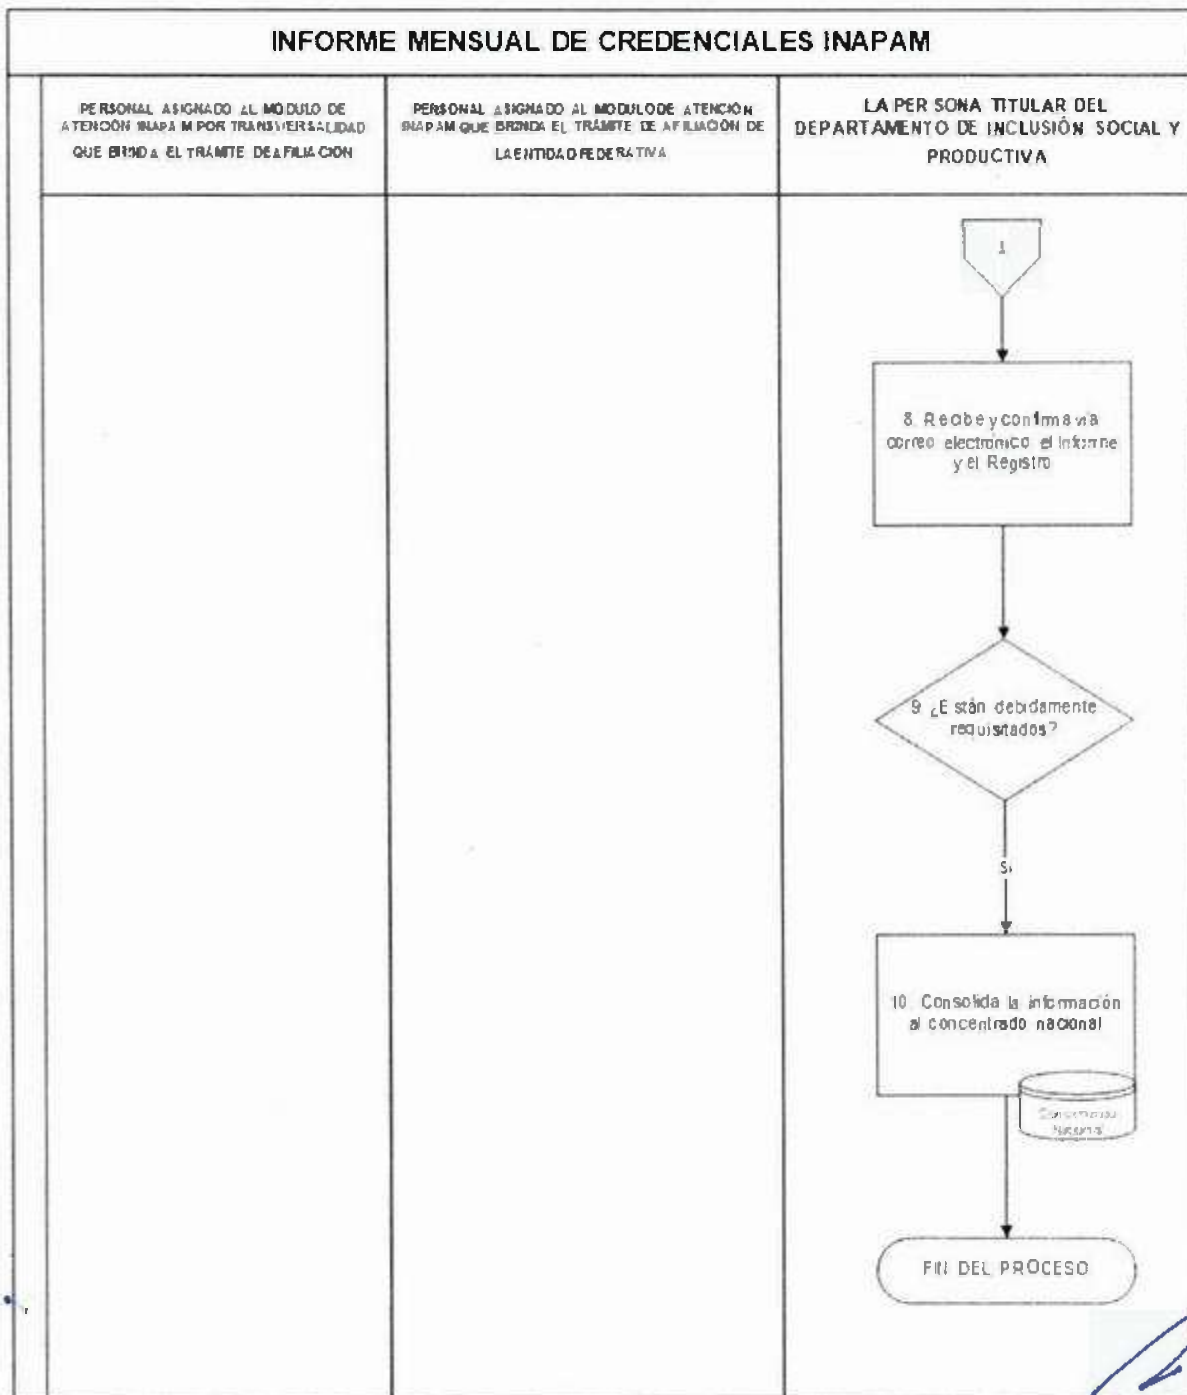 INFORME MENSUAL DE CREDENCIALES INAPAM
PERSONAL ASIGNADO AL MODULO DE
ATENCIÓN INAPAM POR TRANSVERSALIDAD
QUE BRINDA EL TRÁMITE DE AFILIACIÓN
PERSONAL ASIGNADO AL MODULO DE ATENCIÓN
INAPAM QUE BRINDA EL TRÁMITE DE AFILIACIÓN DE
LA ENTIDAD FEDERATIVA
LA PERSONA TITULAR DEL
DEPARTAMENTO DE INCLUSIÓN SOCIAL Y
PRODUCTIVA
1
8. Recibe y confirma vía
correo electrónico el Informe
y el Registro
9. ¿Están debidamente
requisitados?
Si
10. Consolida la información
al concentrado nacional
Concentrado
Nacional
FIN DEL PROCESO